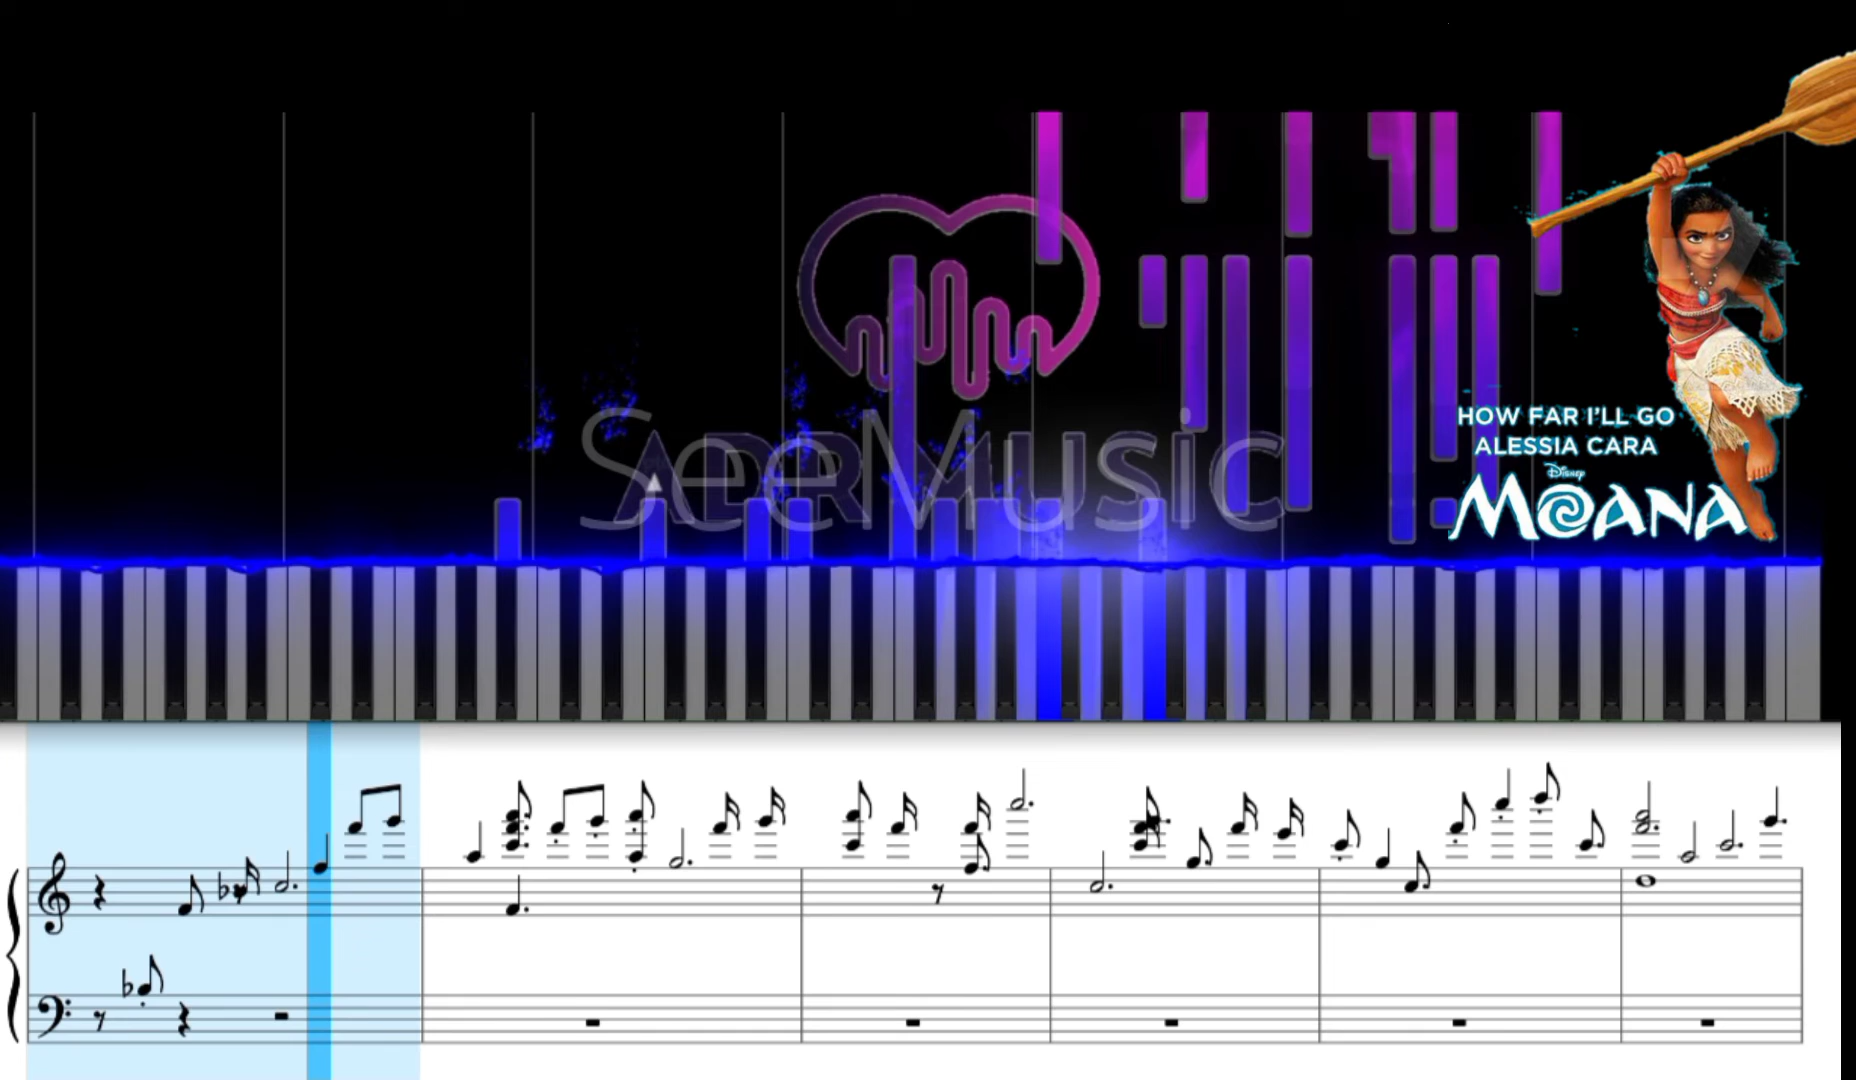 SeeMusic
HOW FAR I'LL GO
ALESSIA CARA
Disney
MOANA